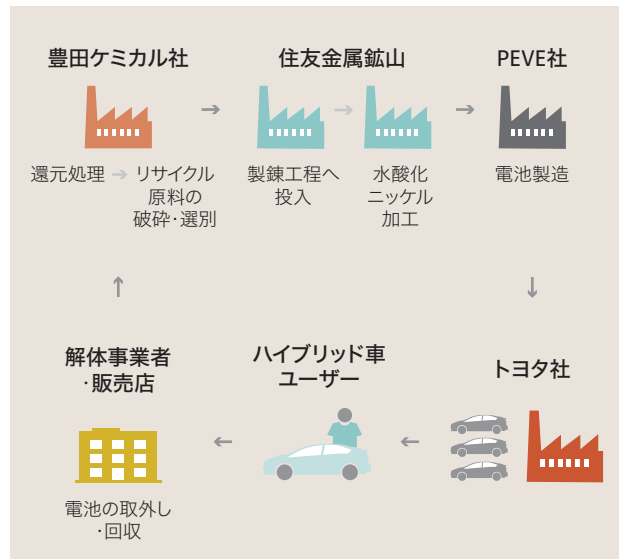 豊田ケミカル社
住友金属鉱山
PEVE社
→
→
→
還元処理 → リサイクル
原料の
破砕・選別
製錬工程へ
投入
水酸化
ニッケル
加工
電池製造
↑
↓
解体事業者
・販売店
ハイブリッド車
ユーザー
トヨタ社
←
←
電池の取外し
・回収